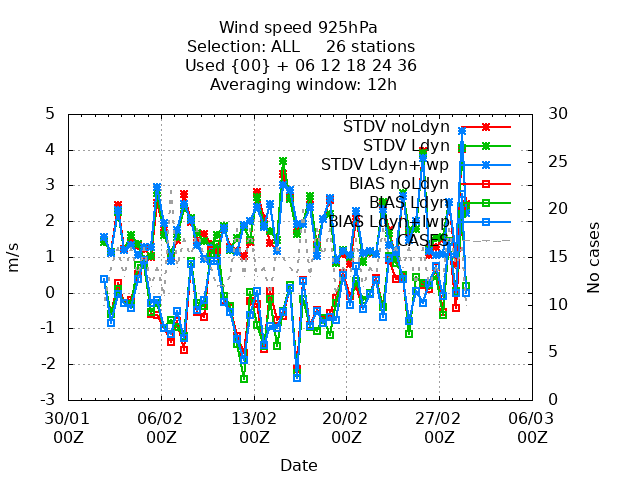 Wind speed 925hPa
Selection: ALL     26 stations
Used {00} + 06 12 18 24 36
Averaging window: 12h
5
4
3
2
1
0
-1
-2
-3
30
25
20
15
10
5
0
m/s
No cases
STDV noLdyn
STDV Ldyn
STDV Ldyn+lwp
BIAS noLdyn
BIAS Ldyn
BIAS Ldyn+lwp
CASES
30/01 06/02 13/02 20/02 27/02 06/03
00Z 00Z 00Z 00Z 00Z 00Z
Date